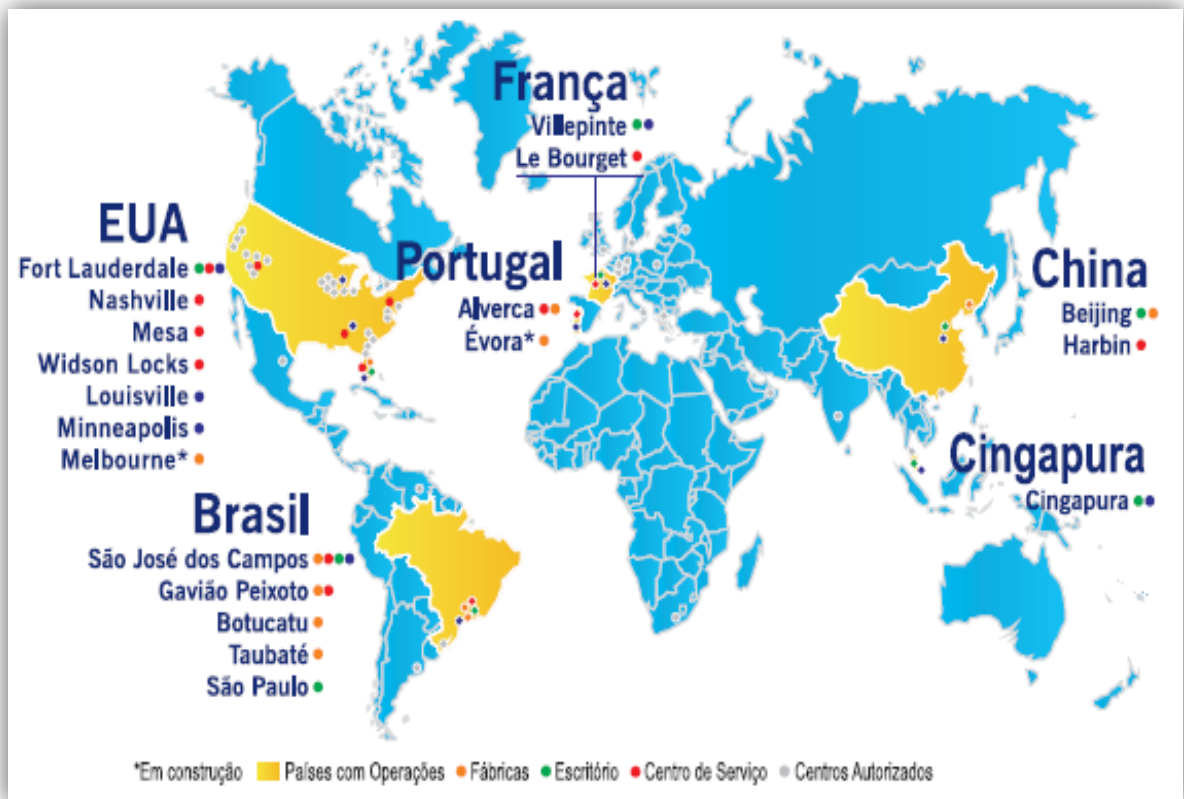 França
Villepinte
Le Bourget
EUA
Fort Lauderdale
Nashville
Mesa
Widson Locks
Louisville
Minneapolis
Melbourne*
Portugal
Alverca
Évora*
China
Beijing
Harbin
Cingapura
Cingapura
Brasil
São José dos Campos
Gavião Peixoto
Botucatu
Taubaté
São Paulo
*Em construção Países com Operações Fábricas Escritório Centro de Serviço Centros Autorizados